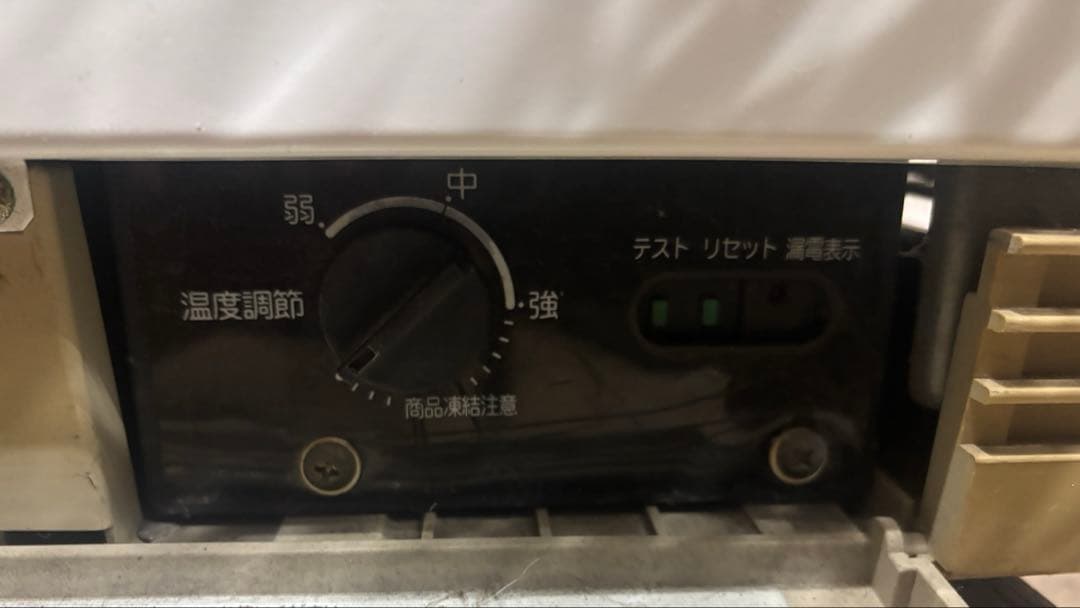 中
弱
テスト リセット 漏電表示
温度調節
強
商品凍結注意